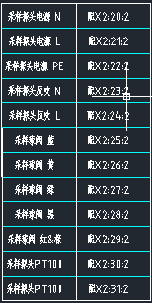 采样探头电源 N 配X2:20:2
采样探头电源 L 配X2:21:2
采样探头电源 PE 配X2:22:2
采样探头反吹 N 配X2:23:2
采样探头反吹 L 配X2:24:2
采样球阀 蓝 配X2:25:2
采样球阀 黄 配X2:26:2
采样球阀 绿 配X2:27:2
采样球阀 黑 配X2:28:2
采样球阀 红&棕 配X2:29:2
采样探头PT100 配X2:30:2
采样探头PT100 配X2:31:2